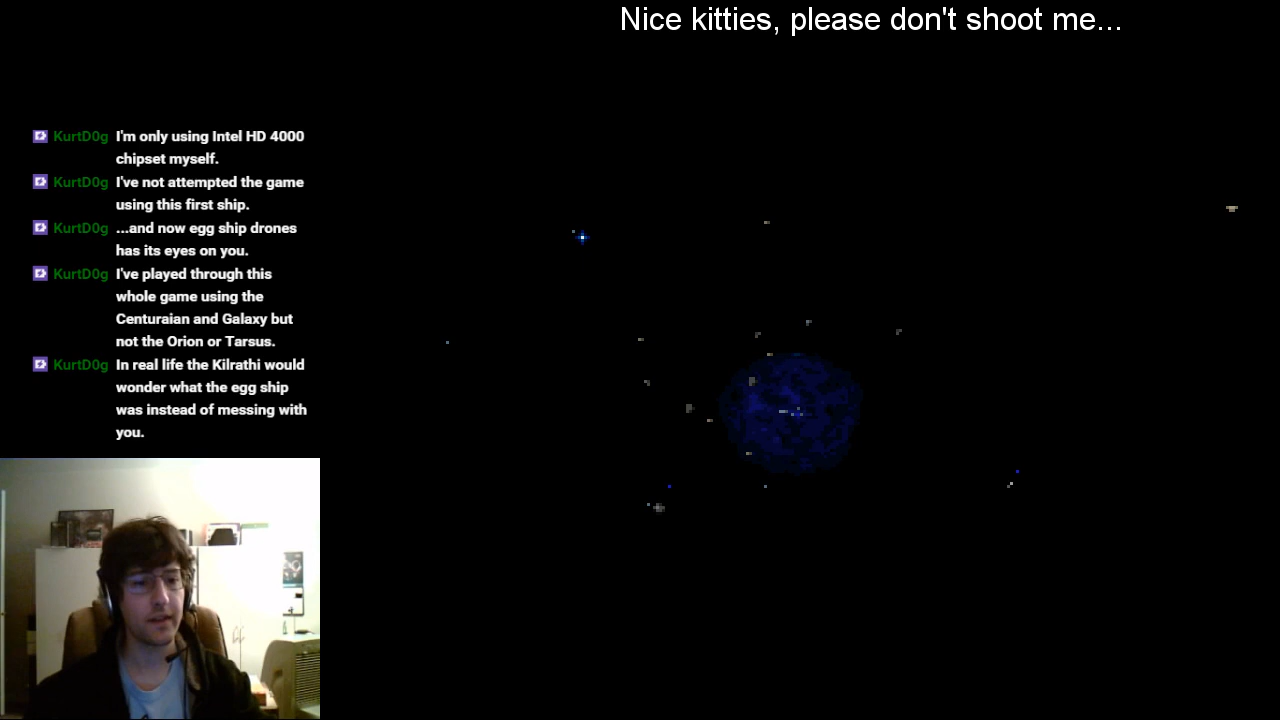 Nice kitties, please don't shoot me...
KurtD0g I'm only using Intel HD 4000
chipset myself.
KurtD0g I've not attempted the game
using this first ship.
KurtD0g ...and now egg ship drones
has its eyes on you.
KurtD0g I've played through this
whole game using the
Centuraian and Galaxy but
not the Orion or Tarsus.
KurtD0g In real life the Kilrathi would
wonder what the egg ship
was instead of messing with
you.